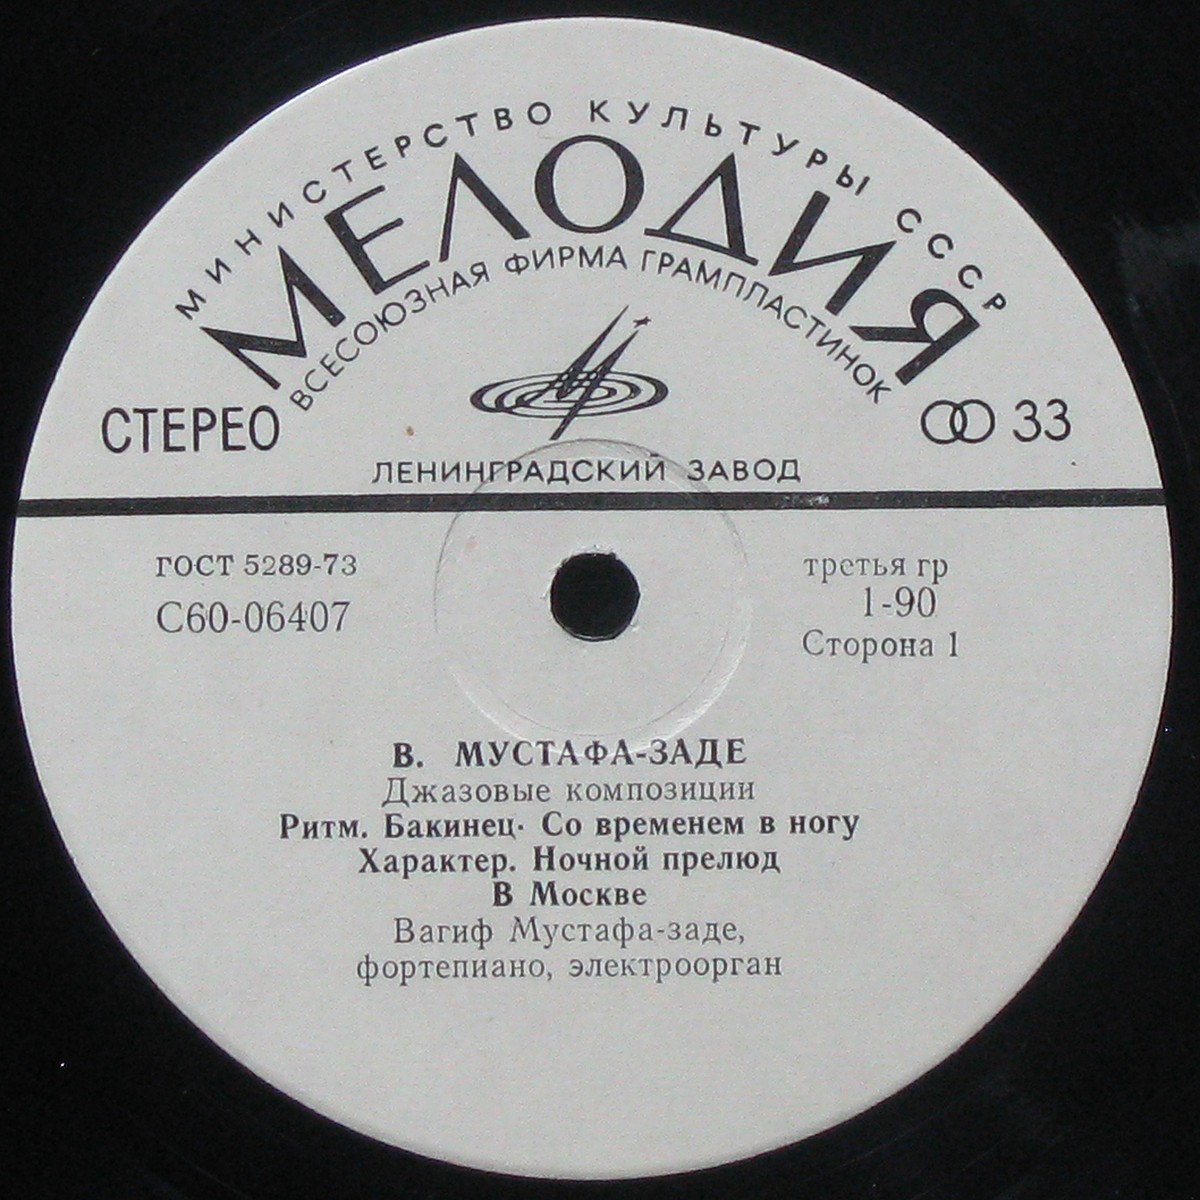 МИНИСТЕРСТВО КУЛЬТУРЫ СССР
МЕЛОДИЯ
ВСЕСОЮЗНАЯ ФИРМА ГРАМПЛАСТИНОК
СТЕРЕО
33
ЛЕНИНГРАДСКИЙ ЗАВОД
ГОСТ 5289-73
С60-06407
третья гр
1-90
Сторона 1
В. МУСТАФА-ЗАДЕ
Джазовые композиции
Ритм. Бакинец· Со временем в ногу
Характер. Ночной прелюд
В Москве
Вагиф Мустафа-заде,
фортепиано, электроорган